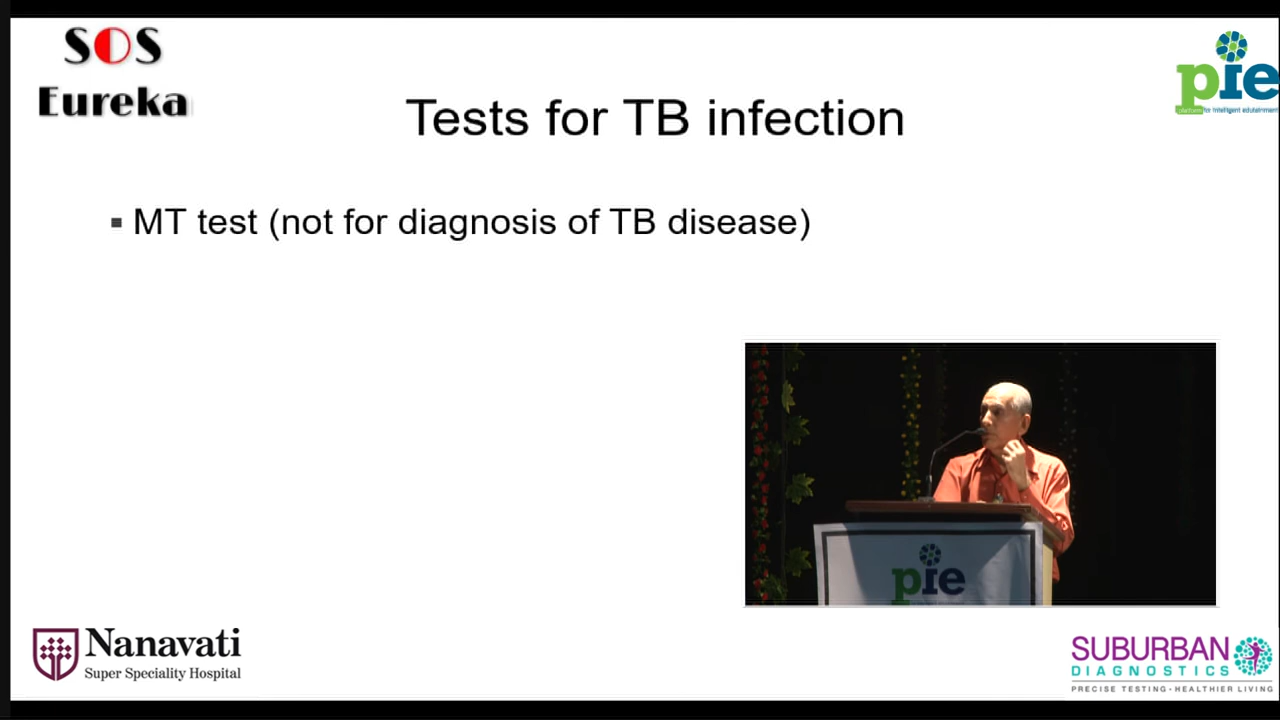 SOS
Eureka
pie
Tests for TB infection
▪ MT test (not for diagnosis of TB disease)
pie
Nanavati
Super Speciality Hospital
SUBURBAN
DIAGNOSTICS
PRECISE TESTING • HEALTHIER LIVING